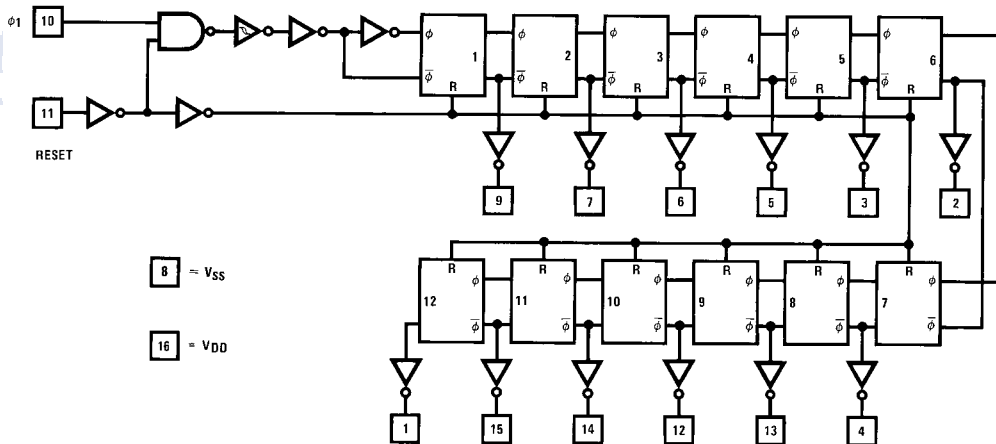 ϕ1 10
ϕ ϕ ϕ ϕ ϕ
1 2 3 4 5 6
ϕ̅ ϕ̅ ϕ̅ ϕ̅ ϕ̅
R R R R R R
11
RESET
9 7 6 5 3 2
8 = VSS
16 = VDD
R R R R R R
ϕ ϕ ϕ ϕ ϕ ϕ
12 11 10 9 8 7
ϕ̅ ϕ̅ ϕ̅ ϕ̅ ϕ̅ ϕ̅
1 15 14 12 13 4